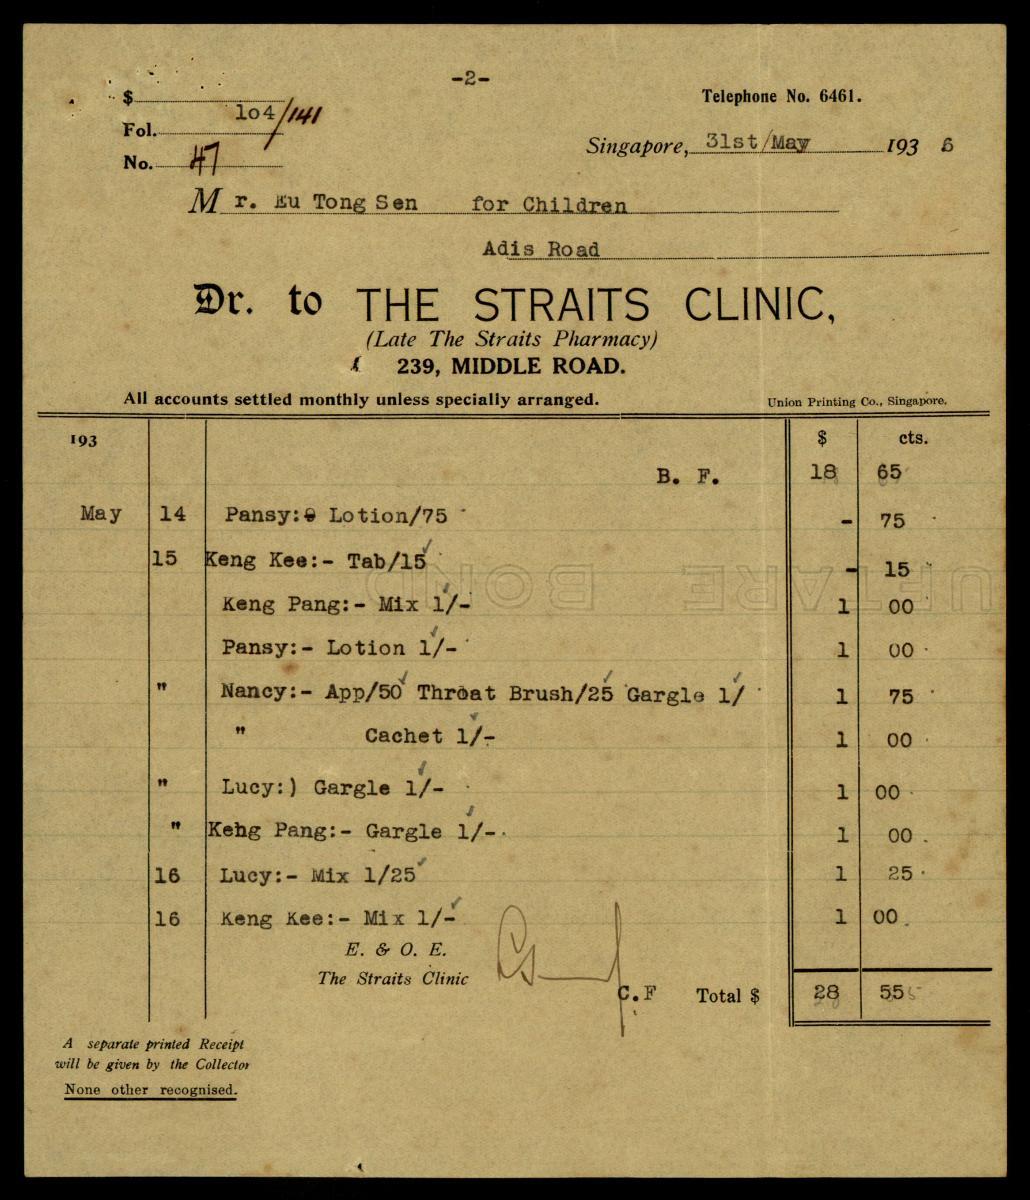 -2-
$
Telephone No. 6461.
Fol. 104/141
Singapore, 31st/May 1936
No. 47
Mr. Eu Tong Sen for Children
Adis Road
Dr. to THE STRAITS CLINIC,
(Late The Straits Pharmacy)
239, MIDDLE ROAD.
All accounts settled monthly unless specially arranged. Union Printing Co., Singapore.
193 $ cts.
B. F. 18 65
May 14 Pansy: Lotion/75 - 75
15 Keng Kee:- Tab/15 - 15
Keng Pang:- Mix 1/- 1 00
Pansy:- Lotion 1/- 1 00
" Nancy:- App/50 Throat Brush/25 Gargle 1/ 1 75
" Cachet 1/- 1 00
" Lucy:) Gargle 1/- 1 00
" Keng Pang:- Gargle 1/- 1 00
16 Lucy:- Mix 1/25 1 25
16 Keng Kee:- Mix 1/- 1 00
E. & O. E.
The Straits Clinic
C.F Total $ 28 55
A separate printed Receipt
will be given by the Collector
None other recognised.
BOND